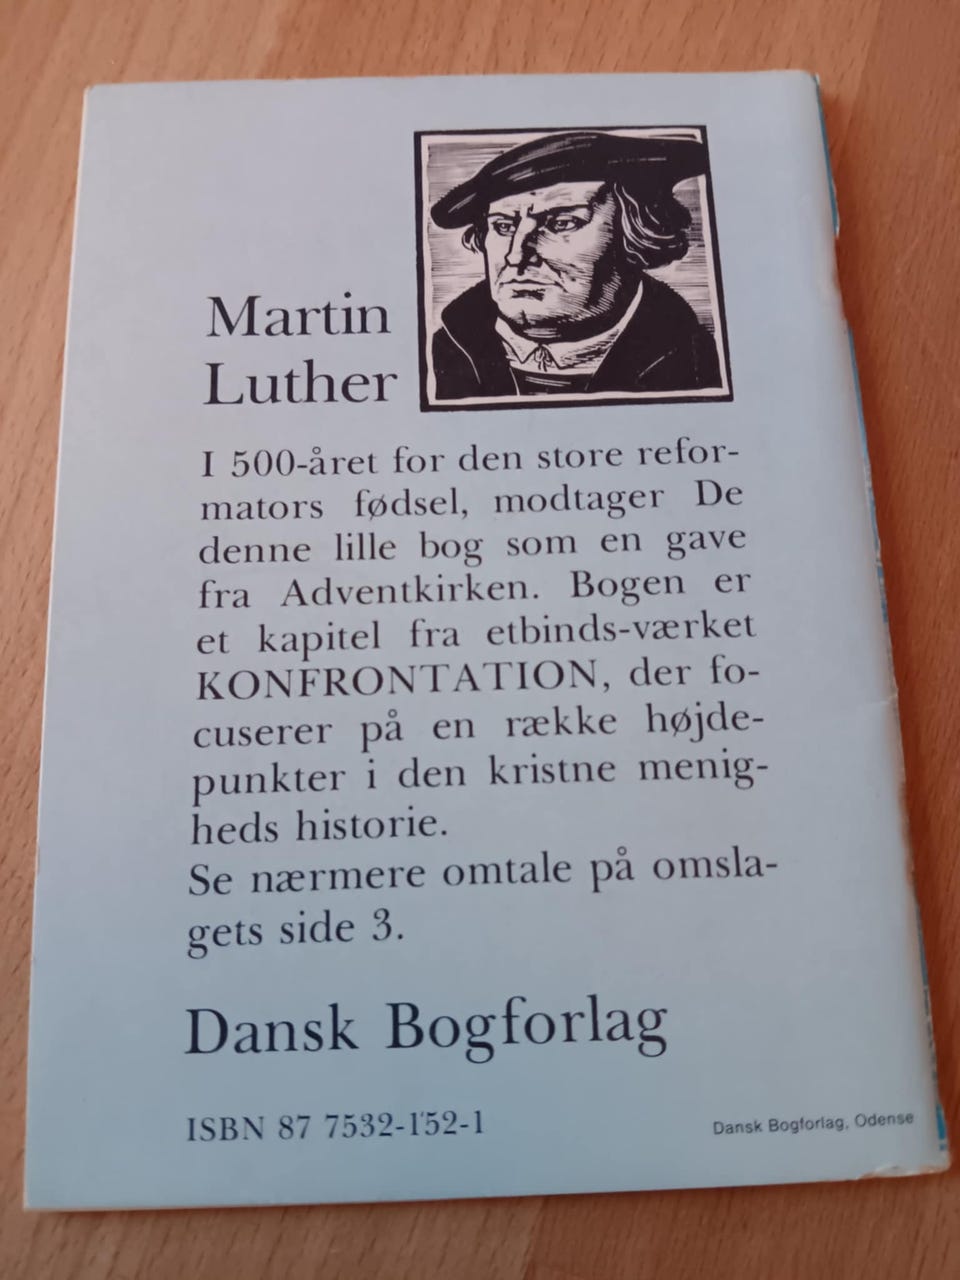 Martin
Luther
I 500-året for den store refor-
mators fødsel, modtager De
denne lille bog som en gave
fra Adventkirken. Bogen er
et kapitel fra etbinds-værket
KONFRONTATION, der fo-
cuserer på en række højde-
punkter i den kristne menig-
heds historie.
Se nærmere omtale på omsla-
gets side 3.
Dansk Bogforlag
ISBN 87 7532-152-1
Dansk Bogforlag, Odense